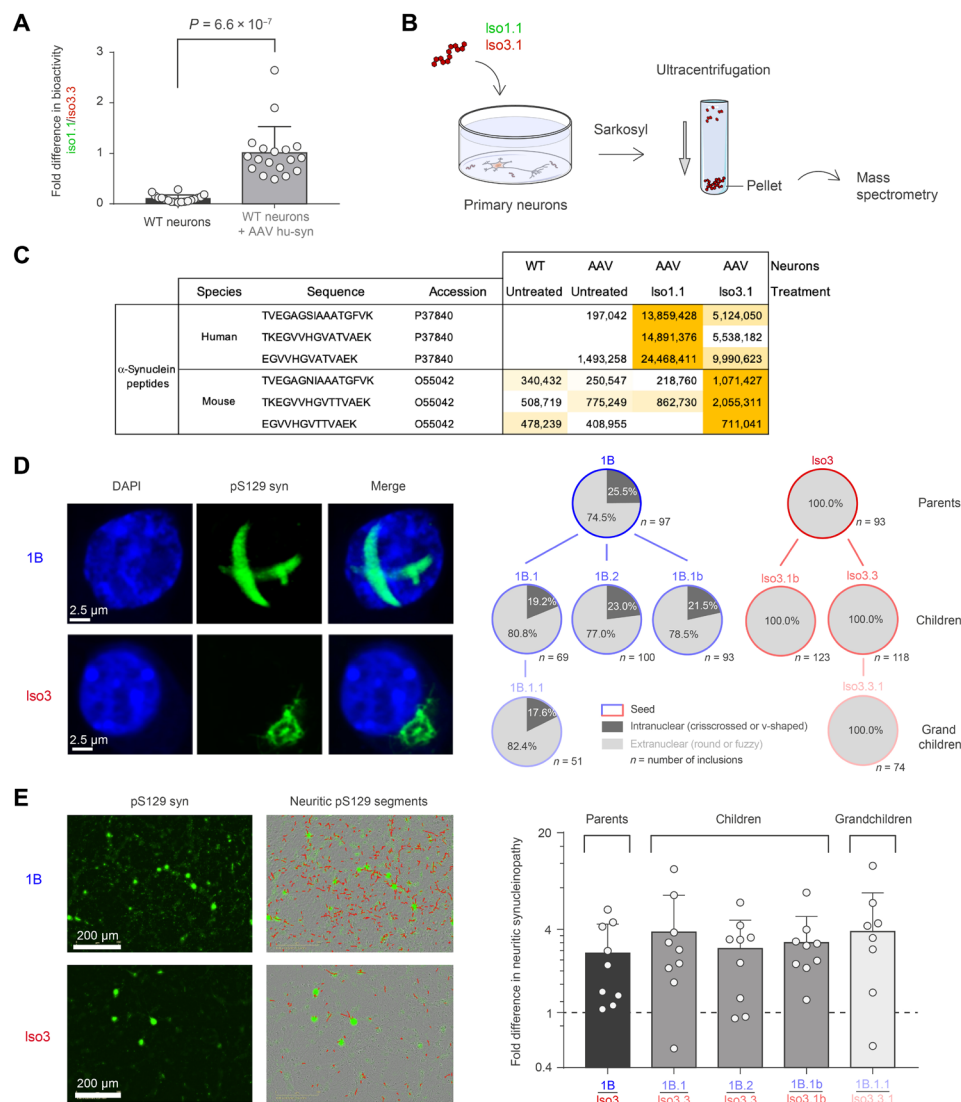 A
P = 6.6 × 10⁻⁷
Fold difference in bioactivity
iso1.1/iso3.3
3
2
1
0
WT neurons
WT neurons
+ AAV hu-syn
B
Iso1.1
Iso3.1
Primary neurons
Sarkosyl
Ultracentrifugation
Pellet
Mass
spectrometry
C
WT AAV AAV AAV Neurons
Species Sequence Accession Untreated Untreated Iso1.1 Iso3.1 Treatment
α-Synuclein
peptides
Human
TVEGAGSIAAATGFVK P37840 197,042 13,859,428 5,124,050
TKEGVVHGVATVAEK P37840 14,891,376 5,538,182
EGVVHGVATVAEK P37840 1,493,258 24,468,411 9,990,623
Mouse
TVEGAGNIAAATGFVK O55042 340,432 250,547 218,760 1,071,427
TKEGVVHGVTTVAEK O55042 508,719 775,249 862,730 2,055,311
EGVVHGVTTVAEK O55042 478,239 408,955 711,041
D
DAPI pS129 syn Merge
1B
2.5 µm
Iso3
2.5 µm
1B
25.5%
74.5%
n = 97
Iso3
100.0%
n = 93
Parents
1B.1
19.2%
80.8%
n = 69
1B.2
23.0%
77.0%
n = 100
1B.1b
21.5%
78.5%
n = 93
Iso3.1b
100.0%
n = 123
Iso3.3
100.0%
n = 118
Children
1B.1.1
17.6%
82.4%
n = 51
Seed
Intranuclear (crisscrossed or v-shaped)
Extranuclear (round or fuzzy)
n = number of inclusions
Iso3.3.1
100.0%
n = 74
Grand
children
E
pS129 syn Neuritic pS129 segments
1B
200 µm
Iso3
200 µm
Fold difference in neuritic synucleinopathy
Parents Children Grandchildren
20
4
1
0.4
1B 1B.1 1B.2 1B.1b 1B.1.1
Iso3 Iso3.3 Iso3.3 Iso3.1b Iso3.3.1